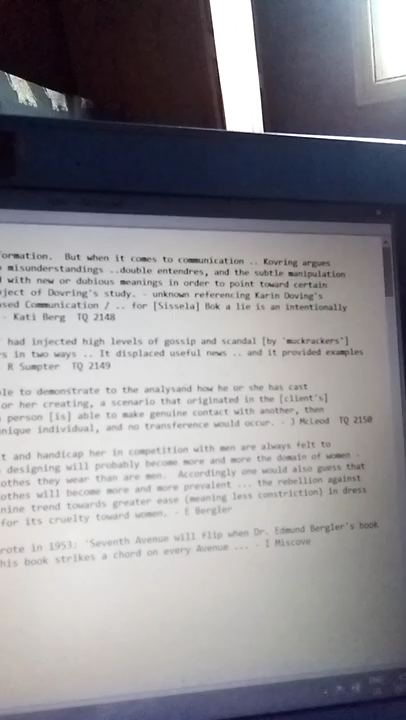 ormation. But when it comes to communication .. Kovring argues
misunderstandings ..double entendres, and the subtle manipulation
with new or dubious meanings in order to point toward certain
ject of Dovring's study. - unknown referencing Karin Doving's
sed Communication / .. for [Sissela] Bok a lie is an intentionally
- Kati Berg TQ 2148
had injected high levels of gossip and scandal [by 'muckrackers']
s in two ways .. It displaced useful news .. and it provided examples
R Sumpter TQ 2149
le to demonstrate to the analysand how he or she has cast
or her creating, a scenario that originated in the [client's]
person [is] able to make genuine contact with another, then
nique individual, and no transference would occur. - J McLeod TQ 2150
t and handicap her in competition with men are always felt to
designing will probably become more and more the domain of women -
othes they wear than are men. Accordingly one would also guess that
othes will become more and more prevalent ... the rebellion against
nine trend towards greater ease (meaning less constriction) in dress
for its cruelty toward women. - E Bergler
rote in 1953; 'Seventh Avenue will flip when Dr. Edmund Bergler's book
his book strikes a chord on every Avenue ... - I Miscove